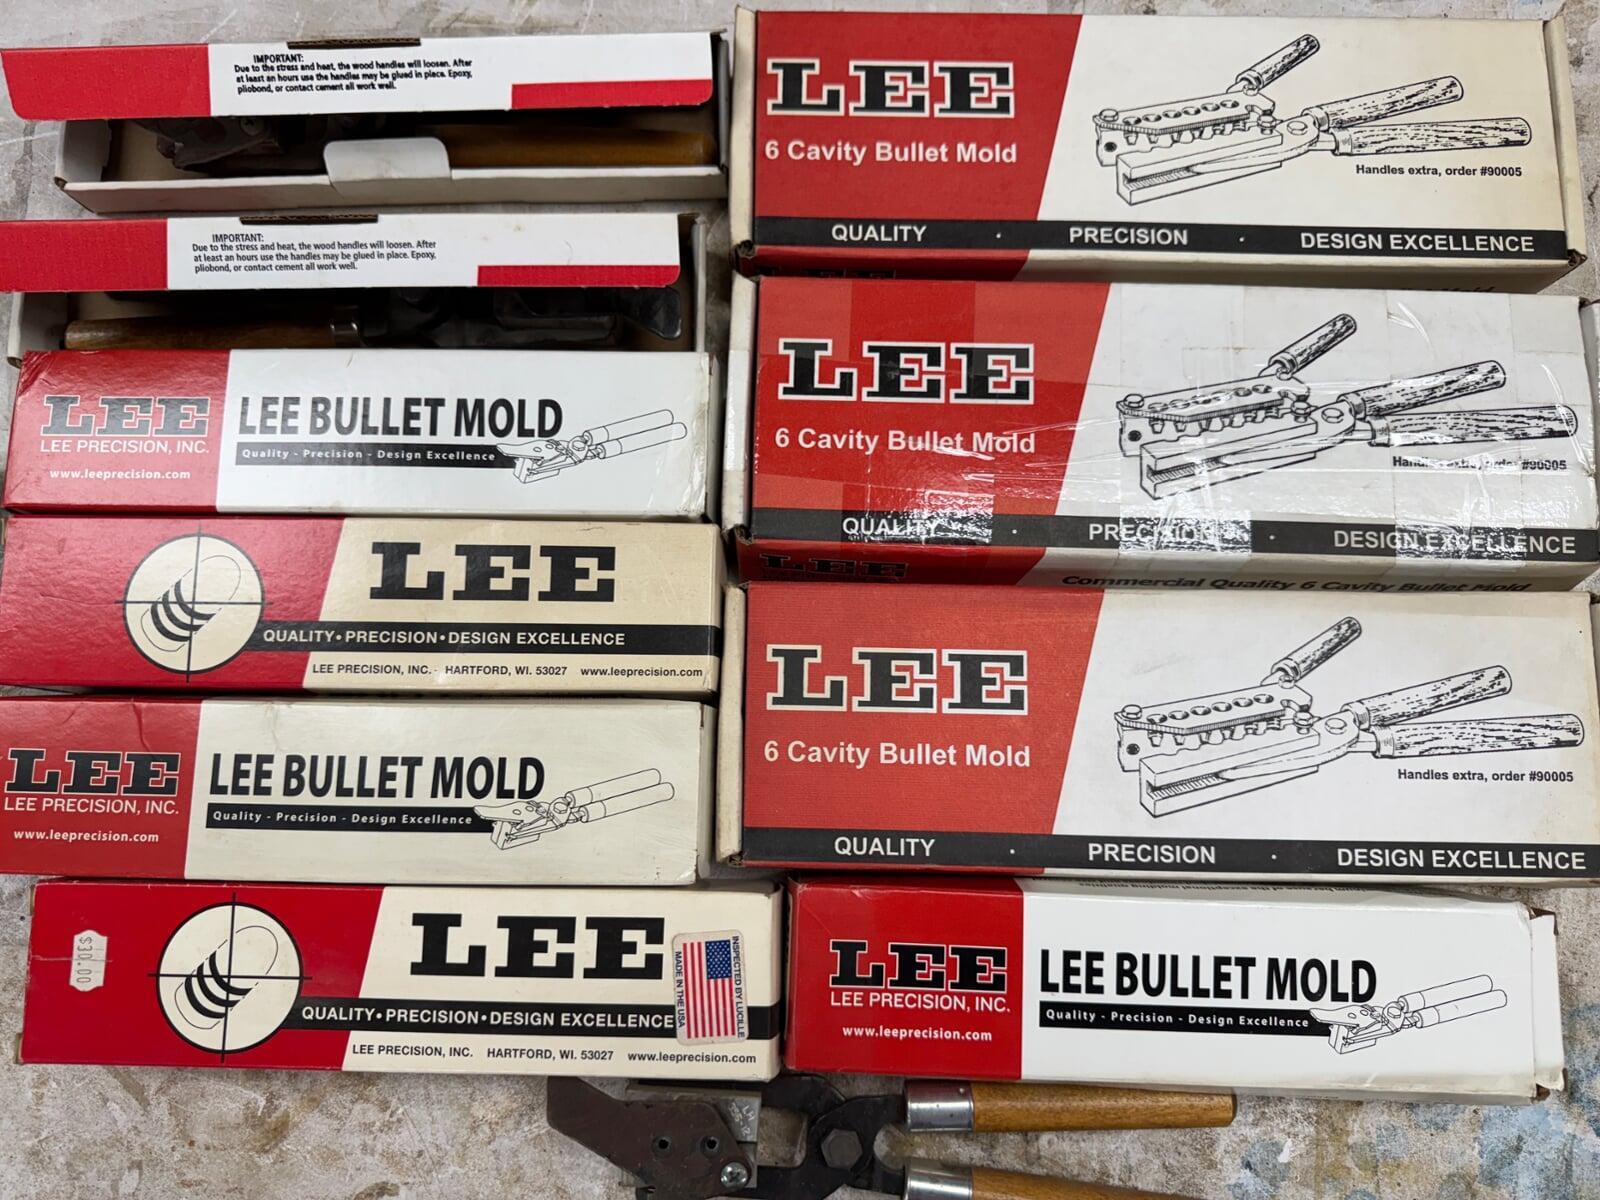 IMPORTANT:
Due to the stress and heat, the wood handles will loosen. After
at least an hours use the handles may be glued in place. Epoxy,
pliobond, or contact cement all work well.
IMPORTANT:
Due to the stress and heat, the wood handles will loosen. After
at least an hours use the handles may be glued in place. Epoxy,
pliobond, or contact cement all work well.
LEE
LEE PRECISION, INC.
www.leeprecision.com
LEE BULLET MOLD
Quality - Precision - Design Excellence
LEE
QUALITY • PRECISION • DESIGN EXCELLENCE
LEE PRECISION, INC. - HARTFORD, WI. 53027 www.leeprecision.com
LEE
LEE PRECISION, INC.
www.leeprecision.com
LEE BULLET MOLD
Quality - Precision - Design Excellence
$30.00
LEE
QUALITY • PRECISION • DESIGN EXCELLENCE
LEE PRECISION, INC. HARTFORD, WI. 53027 www.leeprecision.com
INSPECTED BY LUCILLE
MADE IN THE USA
LEE
6 Cavity Bullet Mold
Handles extra, order #90005
QUALITY · PRECISION · DESIGN EXCELLENCE
LEE
LEE
6 Cavity Bullet Mold
Handles extra, order #90005
QUALITY · PRECISION · DESIGN EXCELLENCE
LEE
Commercial Quality 6 Cavity Bullet Mold
LEE
6 Cavity Bullet Mold
Handles extra, order #90005
QUALITY · PRECISION · DESIGN EXCELLENCE
LEE
LEE PRECISION, INC.
www.leeprecision.com
LEE BULLET MOLD
Quality - Precision - Design Excellence